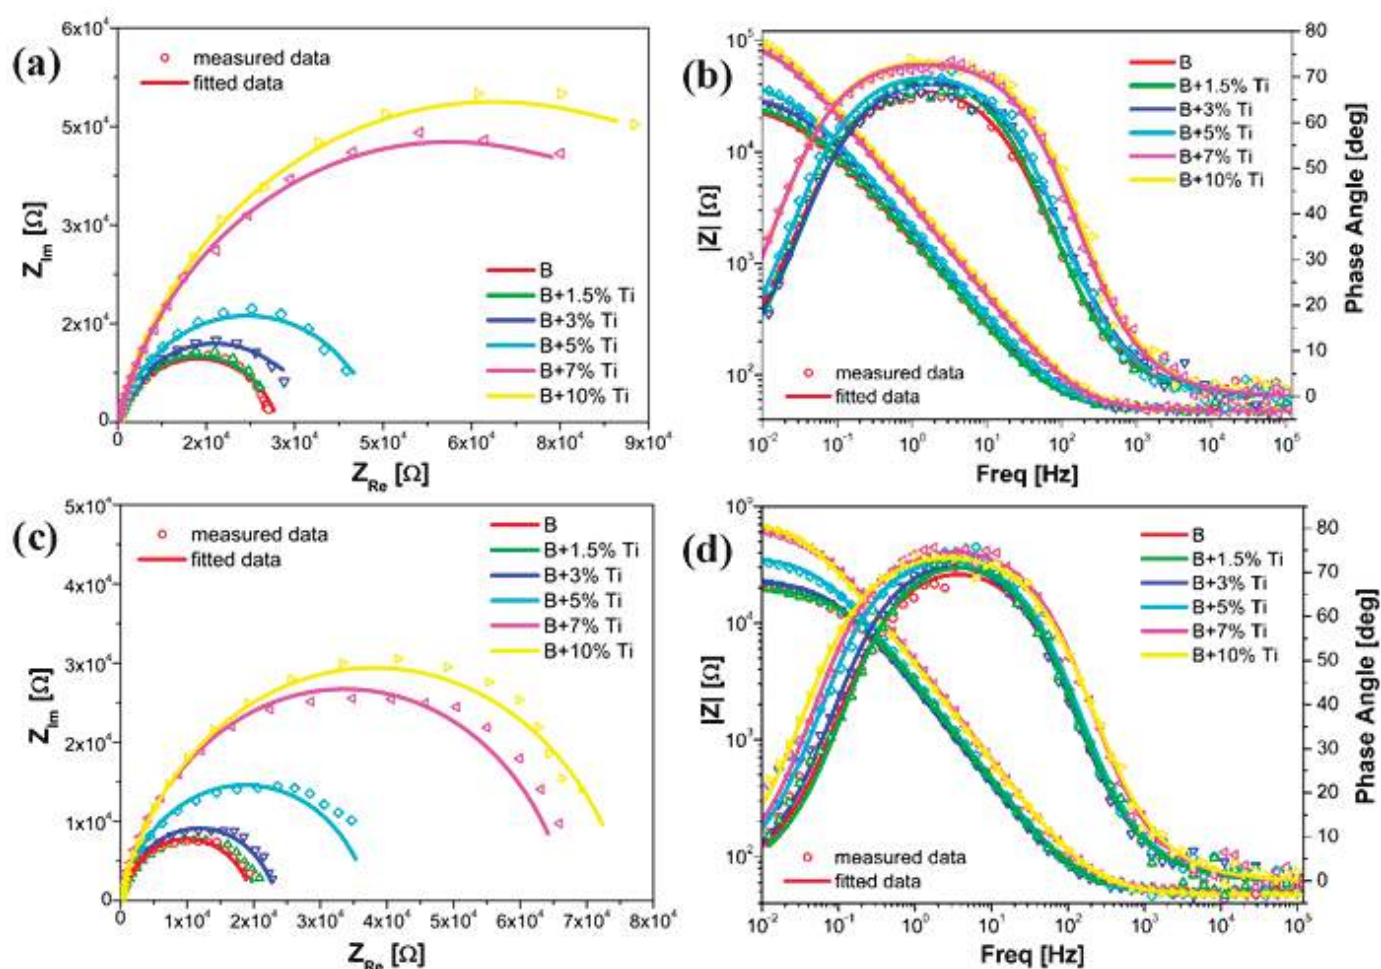 (a)
6x10⁴
5x10⁴
3x10⁴
2x10⁴
0
Z_Im [Ω]
measured data
fitted data
B
B+1.5% Ti
B+3% Ti
B+5% Ti
B+7% Ti
B+10% Ti
0 2x10⁴ 3x10⁴ 5x10⁴ 6x10⁴ 8x10⁴ 9x10⁴
Z_Re [Ω]
(b)
10⁵
10⁴
10³
10²
|Z| [Ω]
B
B+1.5% Ti
B+3% Ti
B+5% Ti
B+7% Ti
B+10% Ti
measured data
fitted data
80
70
60
50
40
30
20
10
0
Phase Angle [deg]
10⁻² 10⁻¹ 10⁰ 10¹ 10² 10³ 10⁴ 10⁵
Freq [Hz]
(c)
5x10⁴
4x10⁴
3x10⁴
2x10⁴
1x10⁴
0
Z_Im [Ω]
measured data
fitted data
B
B+1.5% Ti
B+3% Ti
B+5% Ti
B+7% Ti
B+10% Ti
0 1x10⁴ 2x10⁴ 3x10⁴ 4x10⁴ 5x10⁴ 6x10⁴ 7x10⁴ 8x10⁴
Z_Re [Ω]
(d)
10⁴
10³
10²
|Z| [Ω]
B
B+1.5% Ti
B+3% Ti
B+5% Ti
B+7% Ti
B+10% Ti
measured data
fitted data
80
70
60
50
40
30
20
10
0
Phase Angle [deg]
10⁻² 10⁻¹ 10⁰ 10¹ 10² 10³ 10⁴ 10⁵
Freq [Hz]